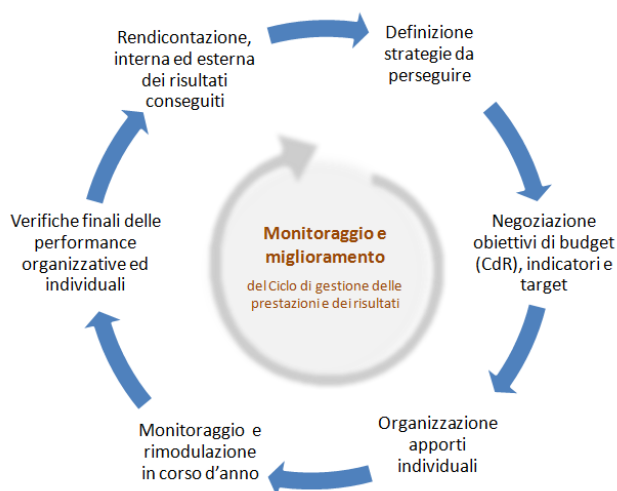 Definizione
strategie da
perseguire
Negoziazione
obiettivi di budget
(CdR), indicatori e
target
Organizzazione
apporti
individuali
Monitoraggio e
rimodulazione
in corso d’anno
Verifiche finali delle
performance
organizzative ed
individuali
Rendicontazione,
interna ed esterna
dei risultati
conseguiti
Monitoraggio e
miglioramento
del Ciclo di gestione delle
prestazioni e dei risultati